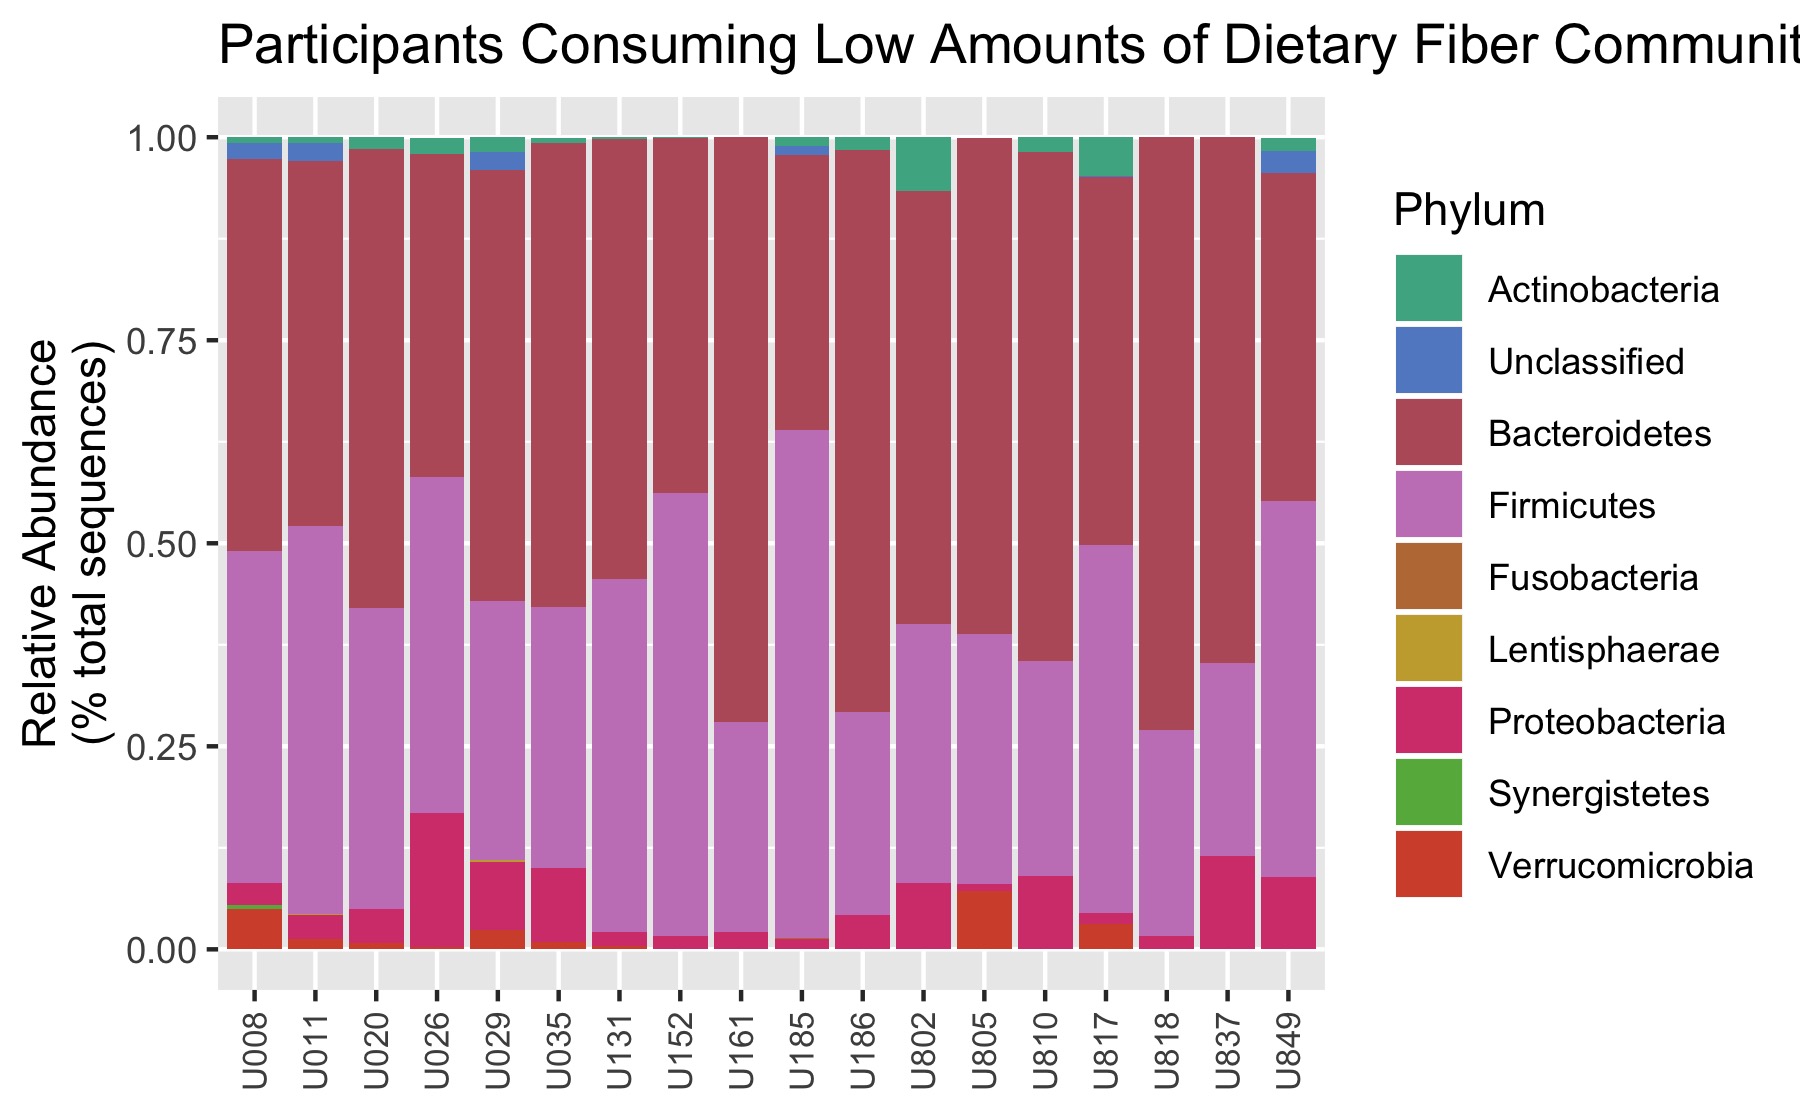 Participants Consuming Low Amounts of Dietary Fiber Communit
Relative Abundance
(% total sequences)
1.00
0.75
0.50
0.25
0.00
U008
U011
U020
U026
U029
U035
U131
U152
U161
U185
U186
U802
U805
U810
U817
U818
U837
U849
Phylum
Actinobacteria
Unclassified
Bacteroidetes
Firmicutes
Fusobacteria
Lentisphaerae
Proteobacteria
Synergistetes
Verrucomicrobia